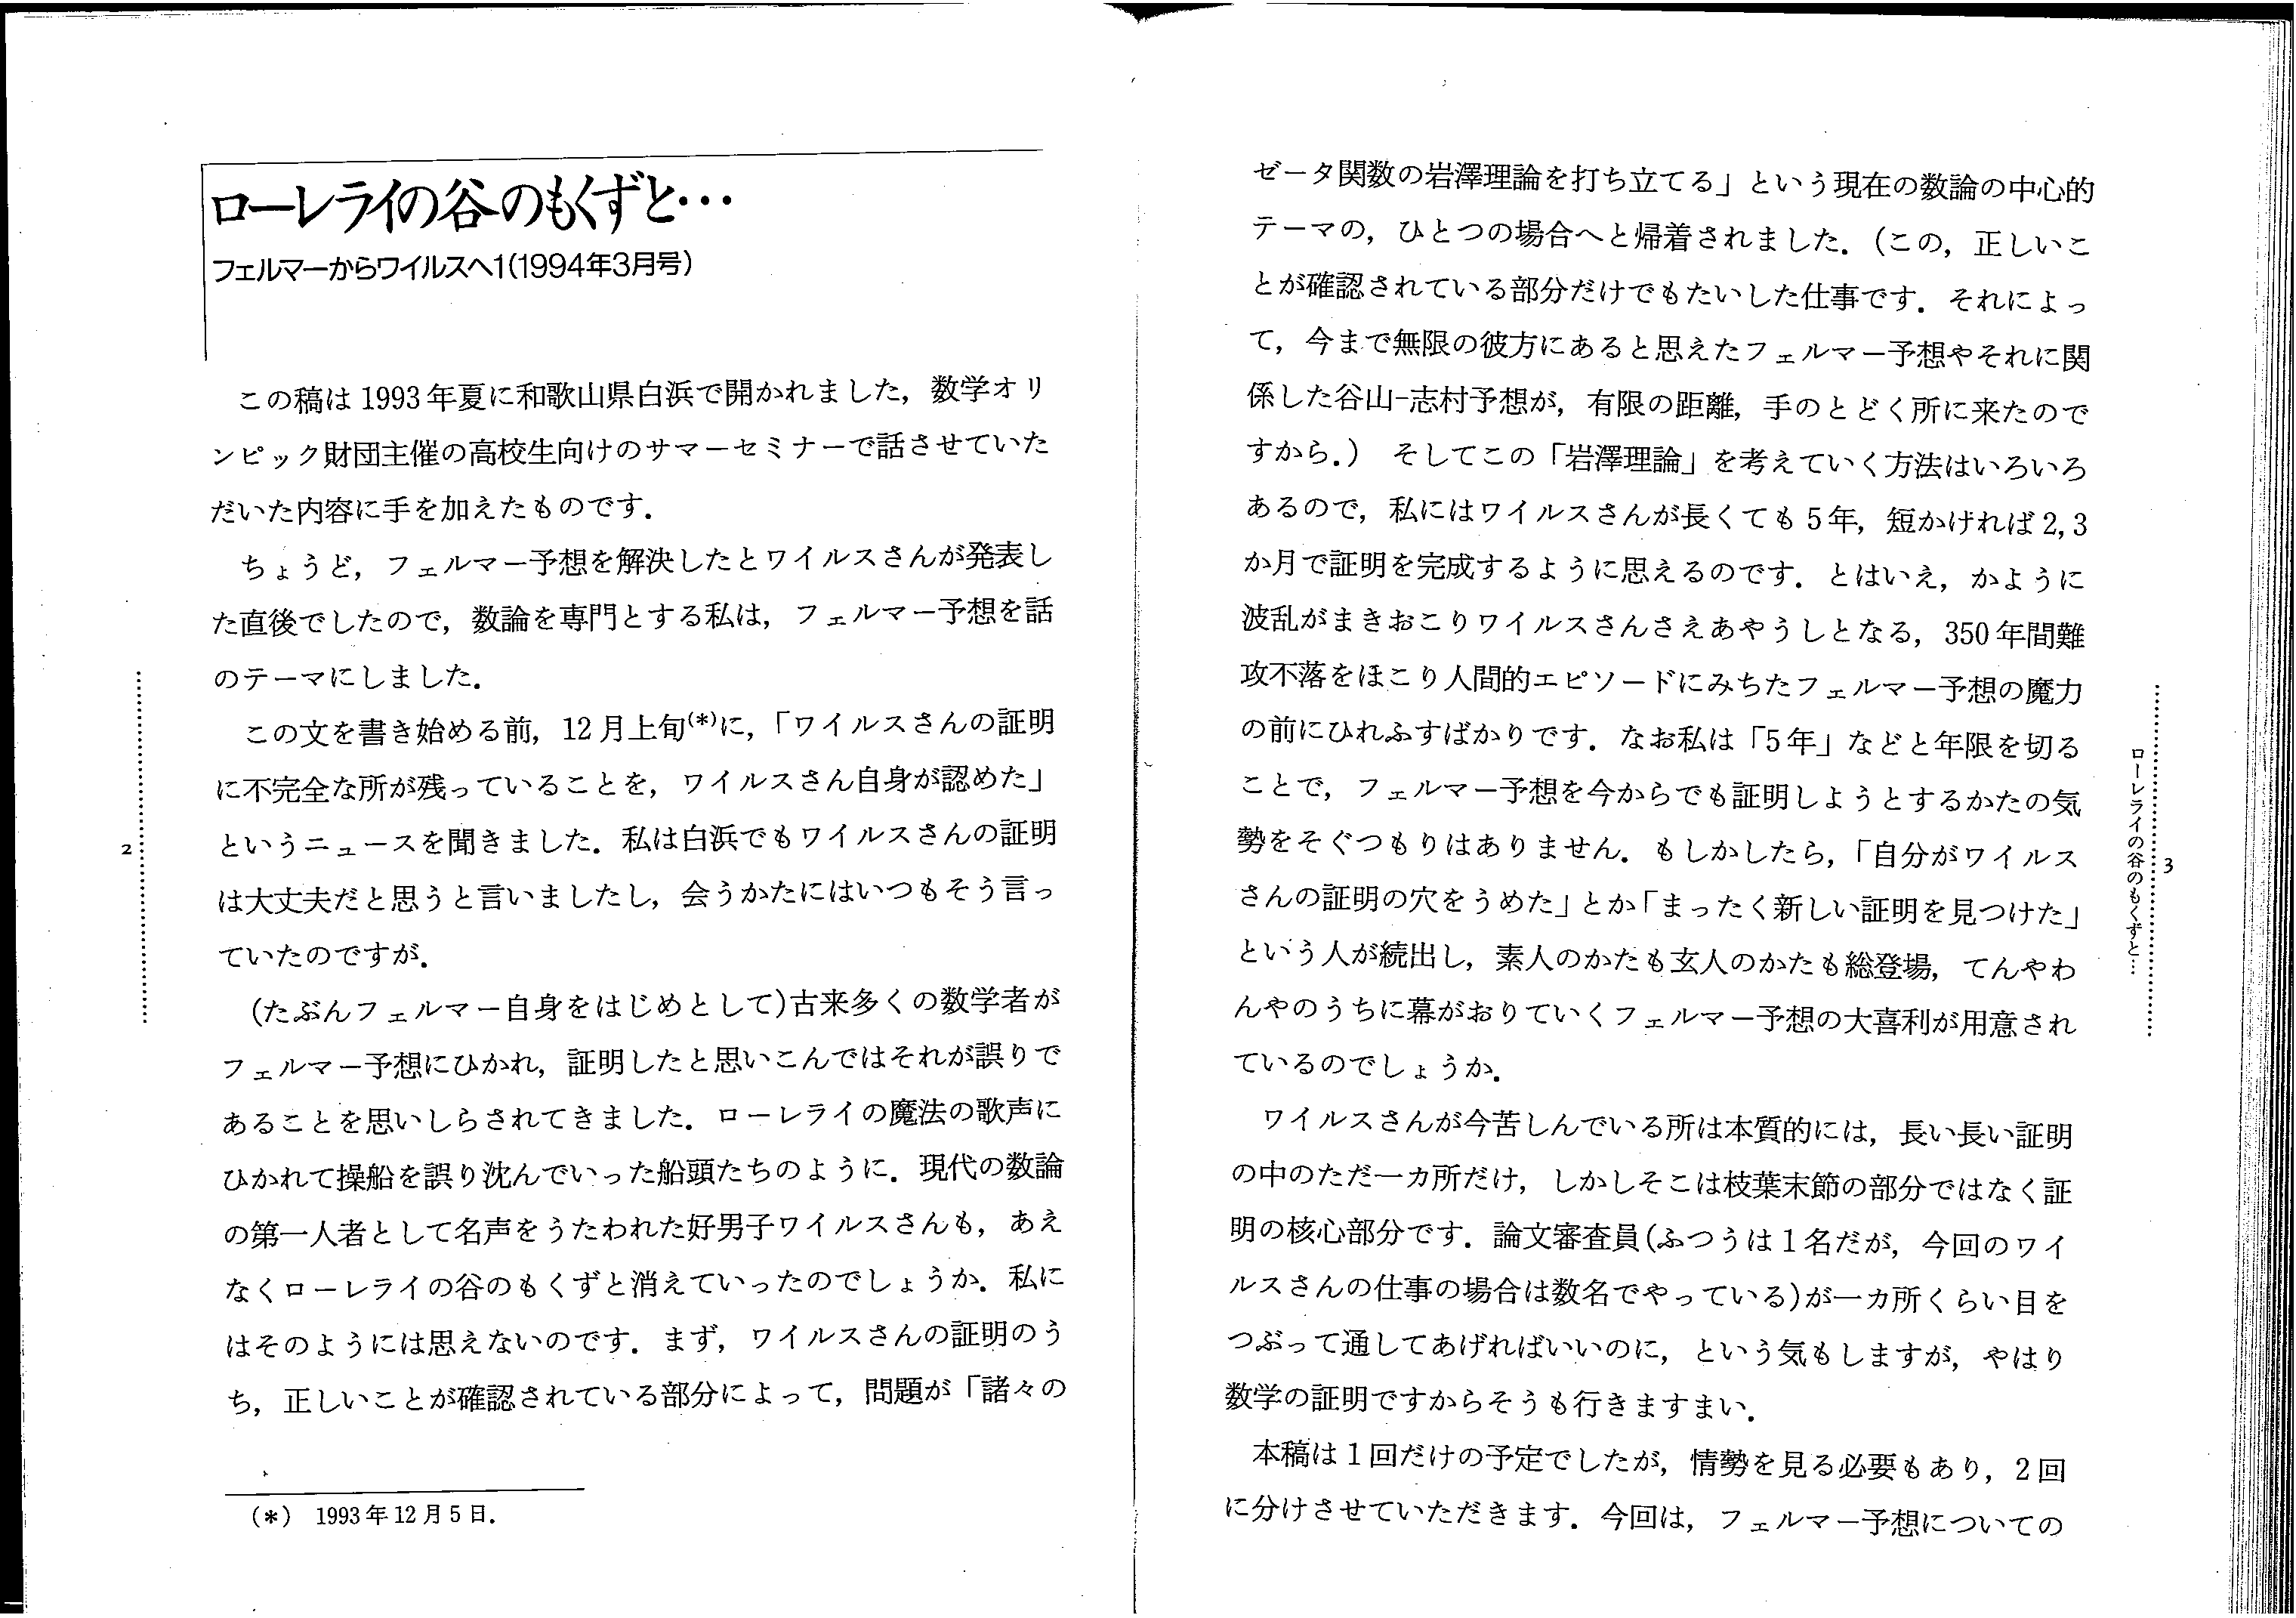 ローレライの谷のもくずと…
フェルマーからワイルスへ1(1994年3月号)
この稿は1993年夏に和歌山県白浜で開かれました，数学オリ
ンピック財団主催の高校生向けのサマーセミナーで話させていた
だいた内容に手を加えたものです．
ちょうど，フェルマー予想を解決したとワイルスさんが発表し
た直後でしたので，数論を専門とする私は，フェルマー予想を話
のテーマにしました．
この文を書き始める前，12月上旬(*)に，「ワイルスさんの証明
に不完全な所が残っていることを，ワイルスさん自身が認めた」
というニュースを聞きました．私は白浜でもワイルスさんの証明
は大丈夫だと思うと言いましたし，会うかたにはいつもそう言っ
ていたのですが．
(たぶんフェルマー自身をはじめとして)古来多くの数学者が
フェルマー予想にひかれ，証明したと思いこんではそれが誤りで
あることを思いしらされてきました．ローレライの魔法の歌声に
ひかれて操船を誤り沈んでいった船頭たちのように．現代の数論
の第一人者として名声をうたわれた好男子ワイルスさんも，あえ
なくローレライの谷のもくずと消えていったのでしょうか．私に
はそのようには思えないのです．まず，ワイルスさんの証明のう
ち，正しいことが確認されている部分によって，問題が「諸々の
(*) 1993年12月5日．
2
ゼータ関数の岩澤理論を打ち立てる」という現在の数論の中心的
テーマの，ひとつの場合へと帰着されました．(この，正しいこ
とが確認されている部分だけでもたいした仕事です．それによっ
て，今まで無限の彼方にあると思えたフェルマー予想やそれに関
係した谷山-志村予想が，有限の距離，手のとどく所に来たので
すから．) そしてこの「岩澤理論」を考えていく方法はいろいろ
あるので，私にはワイルスさんが長くても5年，短かければ2,3
か月で証明を完成するように思えるのです．とはいえ，かように
波乱がまきおこりワイルスさんさえあやうしとなる，350年間難
攻不落をほこり人間的エピソードにみちたフェルマー予想の魔力
の前にひれふすばかりです．なお私は「5年」などと年限を切る
ことで，フェルマー予想を今からでも証明しようとするかたの気
勢をそぐつもりはありません．もしかしたら，「自分がワイルス
さんの証明の穴をうめた」とか「まったく新しい証明を見つけた」
という人が続出し，素人のかたも玄人のかたも総登場，てんやわ
んやのうちに幕がおりていくフェルマー予想の大喜利が用意され
ているのでしょうか．
ワイルスさんが今苦しんでいる所は本質的には，長い長い証明
の中のただ一カ所だけ，しかしそこは枝葉末節の部分ではなく証
明の核心部分です．論文審査員(ふつうは1名だが，今回のワイ
ルスさんの仕事の場合は数名でやっている)が一カ所くらい目を
つぶって通してあげればいいのに，という気もしますが，やはり
数学の証明ですからそうも行きますまい．
本稿は1回だけの予定でしたが，情勢を見る必要もあり，2回
に分けさせていただきます．今回は，フェルマー予想についての
ローレライの谷のもくずと…
3